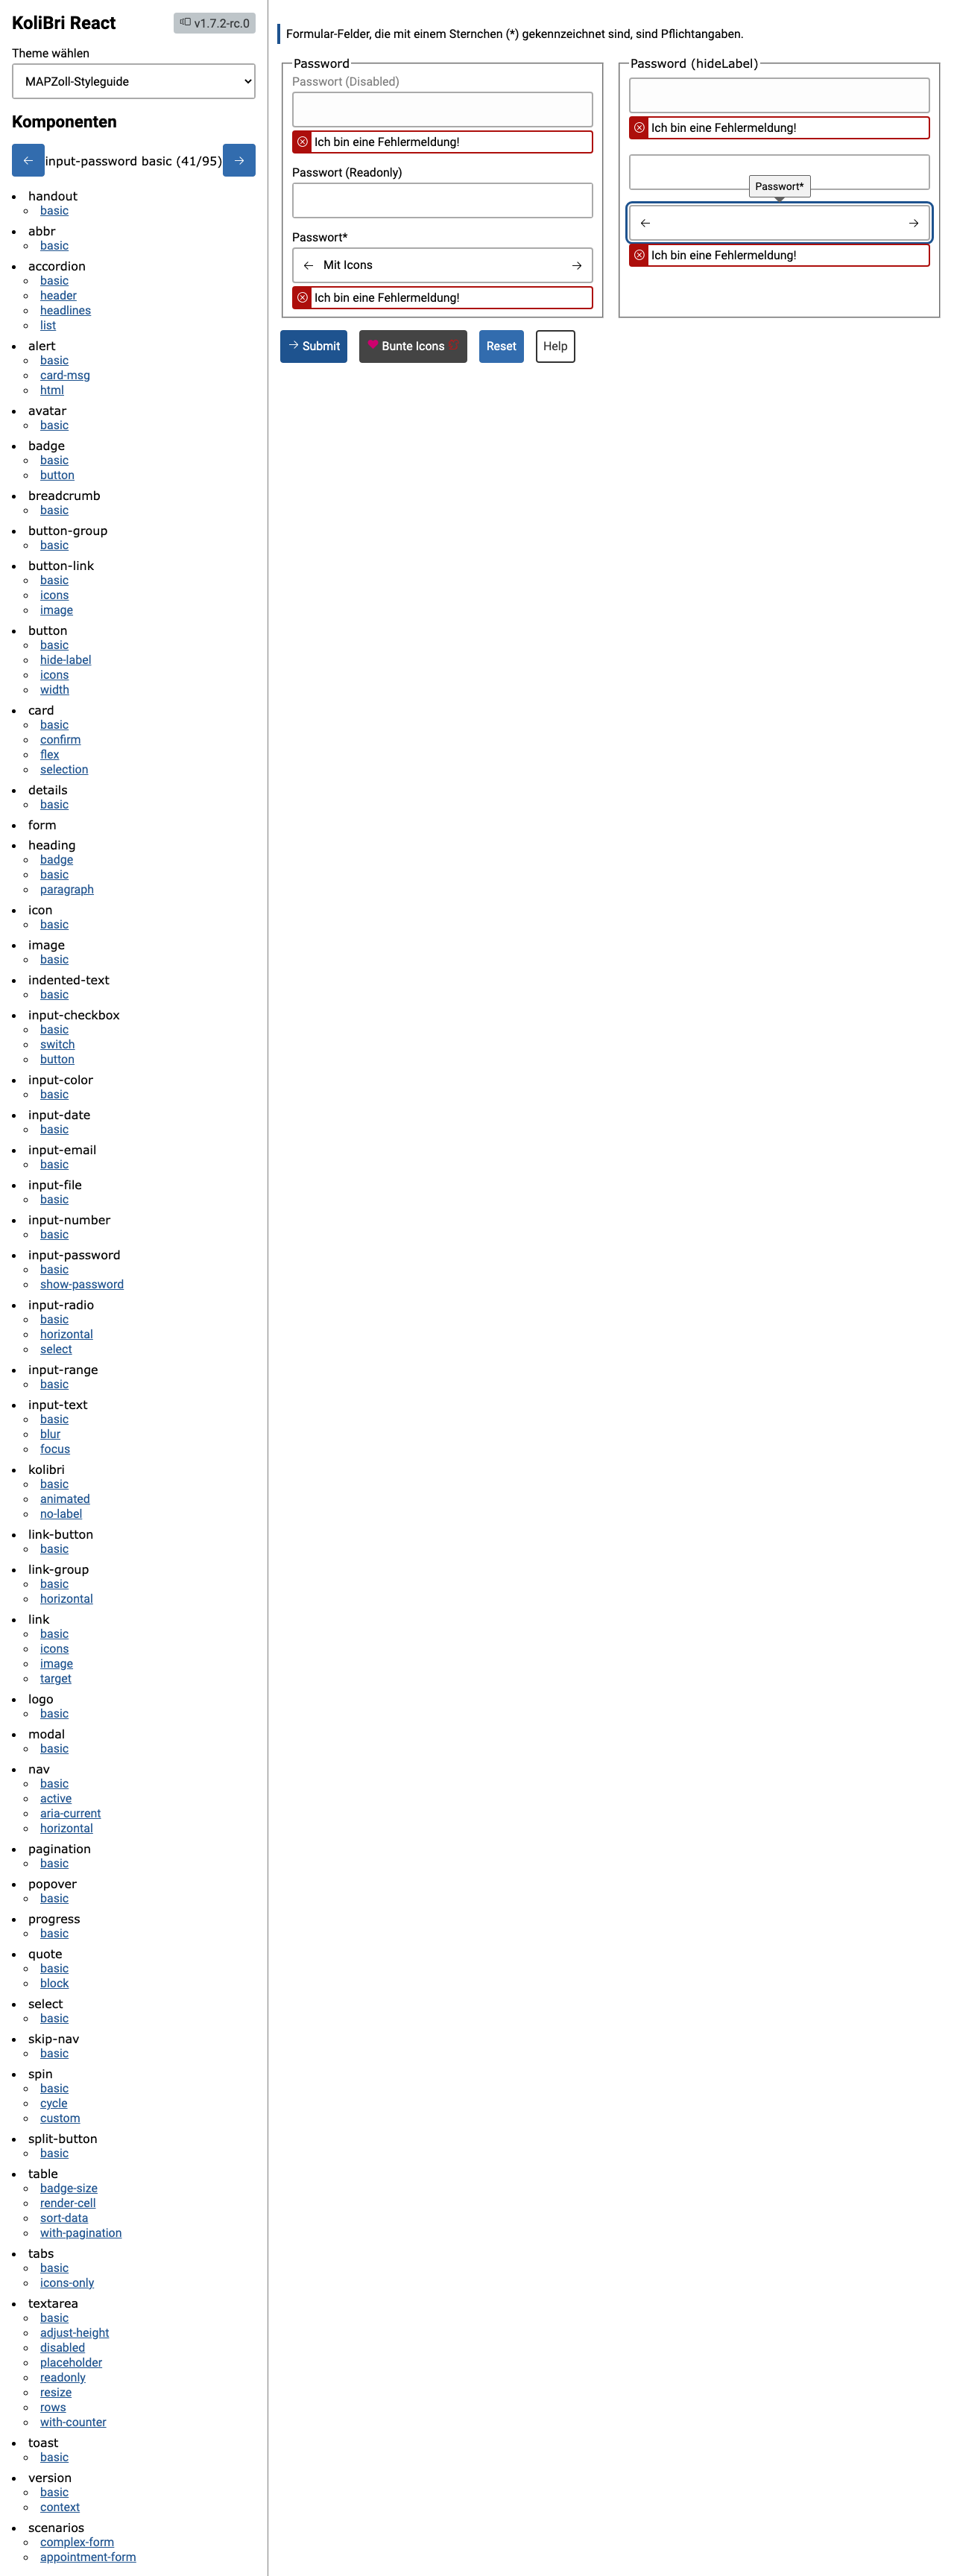 KoliBri React
v1.7.2-rc.0
Theme wählen
MAPZoll-Styleguide
Komponenten
input-password basic (41/95)
handout
basic
abbr
basic
accordion
basic
header
headlines
list
alert
basic
card-msg
html
avatar
basic
badge
basic
button
breadcrumb
basic
button-group
basic
button-link
basic
icons
image
button
basic
hide-label
icons
width
card
basic
confirm
flex
selection
details
basic
form
heading
badge
basic
paragraph
icon
basic
image
basic
indented-text
basic
input-checkbox
basic
switch
button
input-color
basic
input-date
basic
input-email
basic
input-file
basic
input-number
basic
input-password
basic
show-password
input-radio
basic
horizontal
select
input-range
basic
input-text
basic
blur
focus
kolibri
basic
animated
no-label
link-button
basic
link-group
basic
horizontal
link
basic
icons
image
target
logo
basic
modal
basic
nav
basic
active
aria-current
horizontal
pagination
basic
popover
basic
progress
basic
quote
basic
block
select
basic
skip-nav
basic
spin
basic
cycle
custom
split-button
basic
table
badge-size
render-cell
sort-data
with-pagination
tabs
basic
icons-only
textarea
basic
adjust-height
disabled
placeholder
readonly
resize
rows
with-counter
toast
basic
version
basic
context
scenarios
complex-form
appointment-form
Formular-Felder, die mit einem Sternchen (*) gekennzeichnet sind, sind Pflichtangaben.
Password
Passwort (Disabled)
Ich bin eine Fehlermeldung!
Passwort (Readonly)
Passwort*
Mit Icons
Ich bin eine Fehlermeldung!
Password (hideLabel)
Ich bin eine Fehlermeldung!
Passwort*
Ich bin eine Fehlermeldung!
Submit
Bunte Icons
Reset
Help